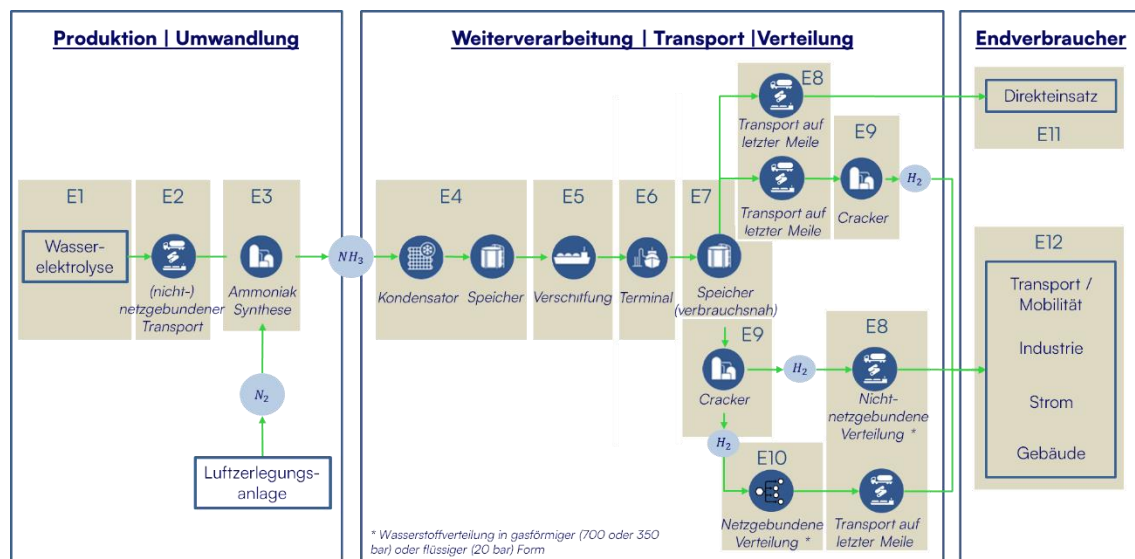 Produktion | Umwandlung
E1
Wasser-
elektrolyse
E2
(nicht-)
netzgebundener
Transport
E3
Ammoniak
Synthese
N2
Luftzerlegungs-
anlage
NH3
Weiterverarbeitung | Transport |Verteilung
E4
Kondensator
Speicher
E5
Verschiffung
E6
Terminal
E7
Speicher
(verbrauchsnah)
E8
Transport auf
letzter Meile
Transport auf
letzter Meile
E9
Cracker
H2
E9
Cracker
H2
E8
Nicht-
netzgebundene
Verteilung *
H2
E10
Netzgebundene
Verteilung *
Transport auf
letzter Meile
* Wasserstoffverteilung in gasförmiger (700 oder 350
bar) oder flüssiger (20 bar) Form
Endverbraucher
Direkteinsatz
E11
E12
Transport /
Mobilität
Industrie
Strom
Gebäude